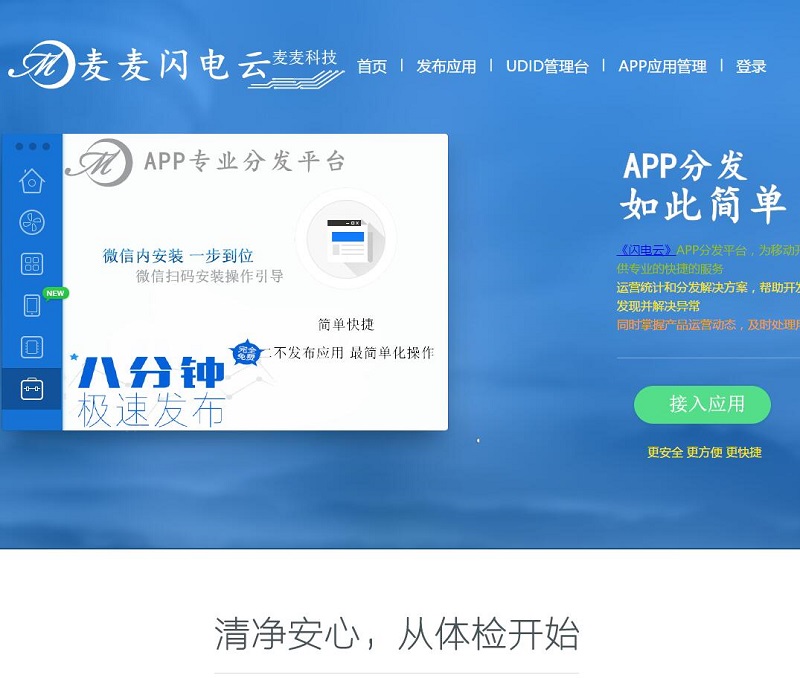 麦麦闪电云 麦麦科技
首页 | 发布应用 | UDID管理台 | APP应用管理 | 登录
M APP专业分发平台
微信内安装 一步到位
微信扫码安装操作引导
NEW
简单快捷
完全
免费
二不发布应用 最简单化操作
八分钟
极速发布
APP分发
如此简单
《闪电云》APP分发平台，为移动开
供专业的快捷的服务
运营统计和分发解决方案，帮助开发
发现并解决异常
同时掌握产品运营动态，及时处理用
接入应用
更安全 更方便 更快捷
清净安心，从体检开始